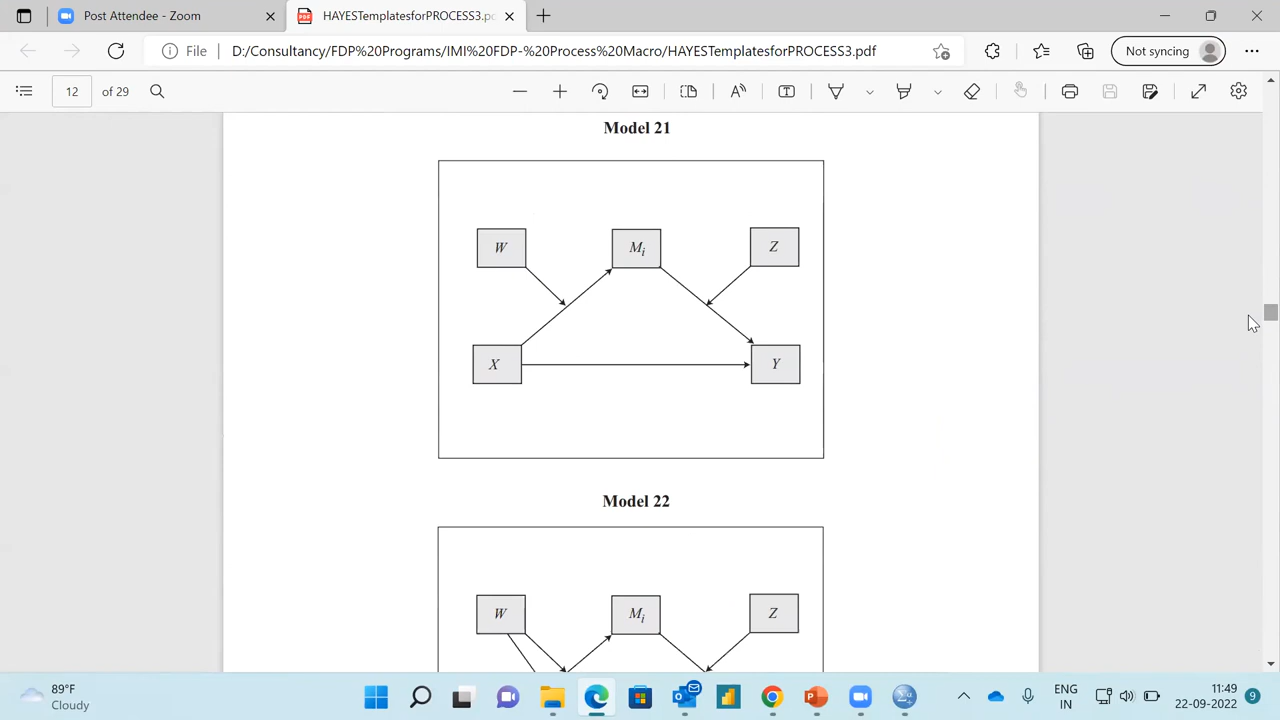 Post Attendee - Zoom
HAYESTemplatesforPROCESS3.pd
File
D:/Consultancy/FDP%20Programs/IMI%20FDP-%20Process%20Macro/HAYESTemplatesforPROCESS3.pdf
Not syncing
12 of 29
Model 21
W
Mi
Z
X
Y
Model 22
W
Mi
Z
89°F
Cloudy
ENG
IN
11:49
22-09-2022
9